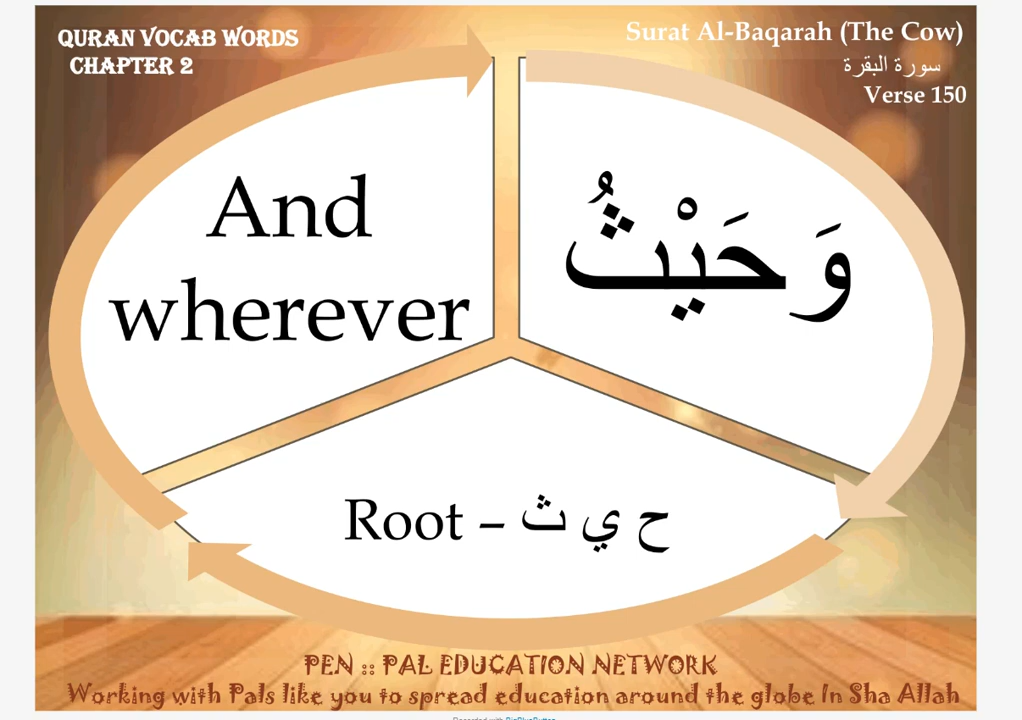 QURAN VOCAB WORDS
CHAPTER 2
Surat Al-Baqarah (The Cow)
سورة البقرة
Verse 150
And
wherever
وَحَيْثُ
Root – ح ي ث
PEN :: PAL EDUCATION NETWORK
Working with Pals like you to spread education around the globe In Sha Allah